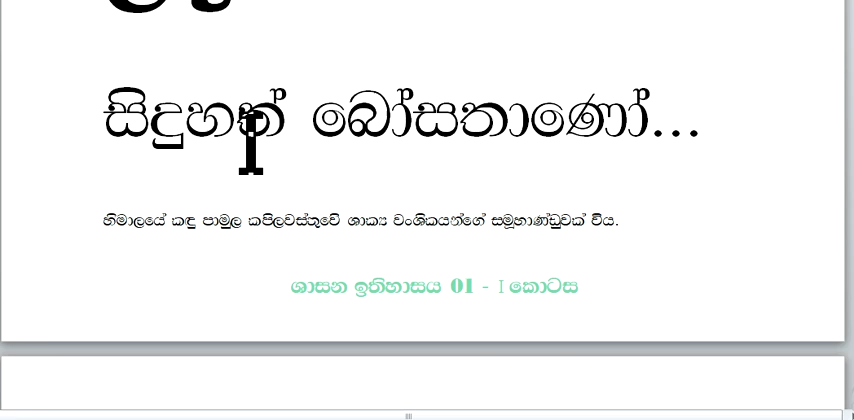 සිදුහත් බෝසතාණෝ...
හිමාලයේ කඳු පාමුල කපිලවස්තුවෙි ශාක්‍ය වංශිකයන්ගේ සමූහාණ්ඩුවක් විය.
ශාසන ඉතිහාසය 01 - I කොටස